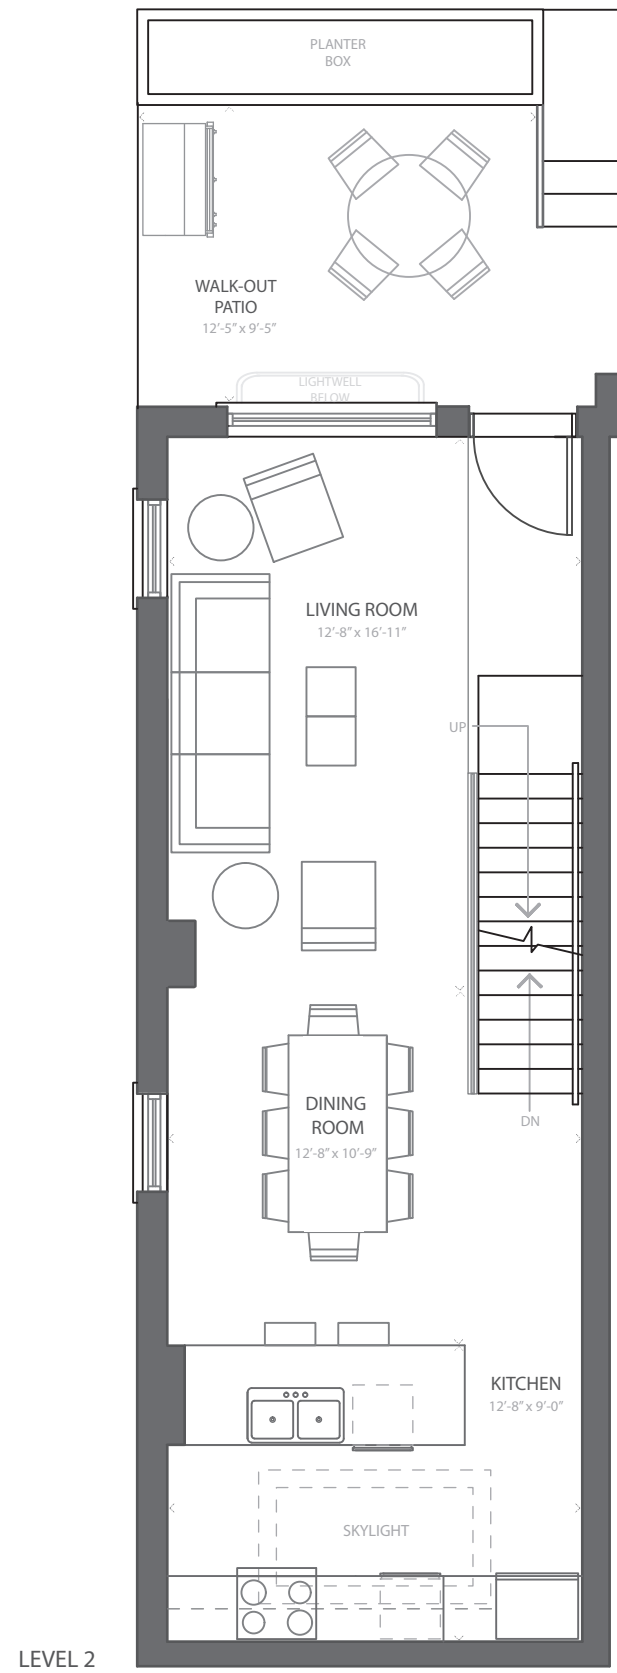 PLANTER
BOX
WALK-OUT
PATIO
12'-5" x 9'-5"
LIGHTWELL
BELOW
LIVING ROOM
12'-8" x 16'-11"
UP
DINING
ROOM
12'-8" x 10'-9"
DN
KITCHEN
12'-8" x 9'-0"
SKYLIGHT
LEVEL 2